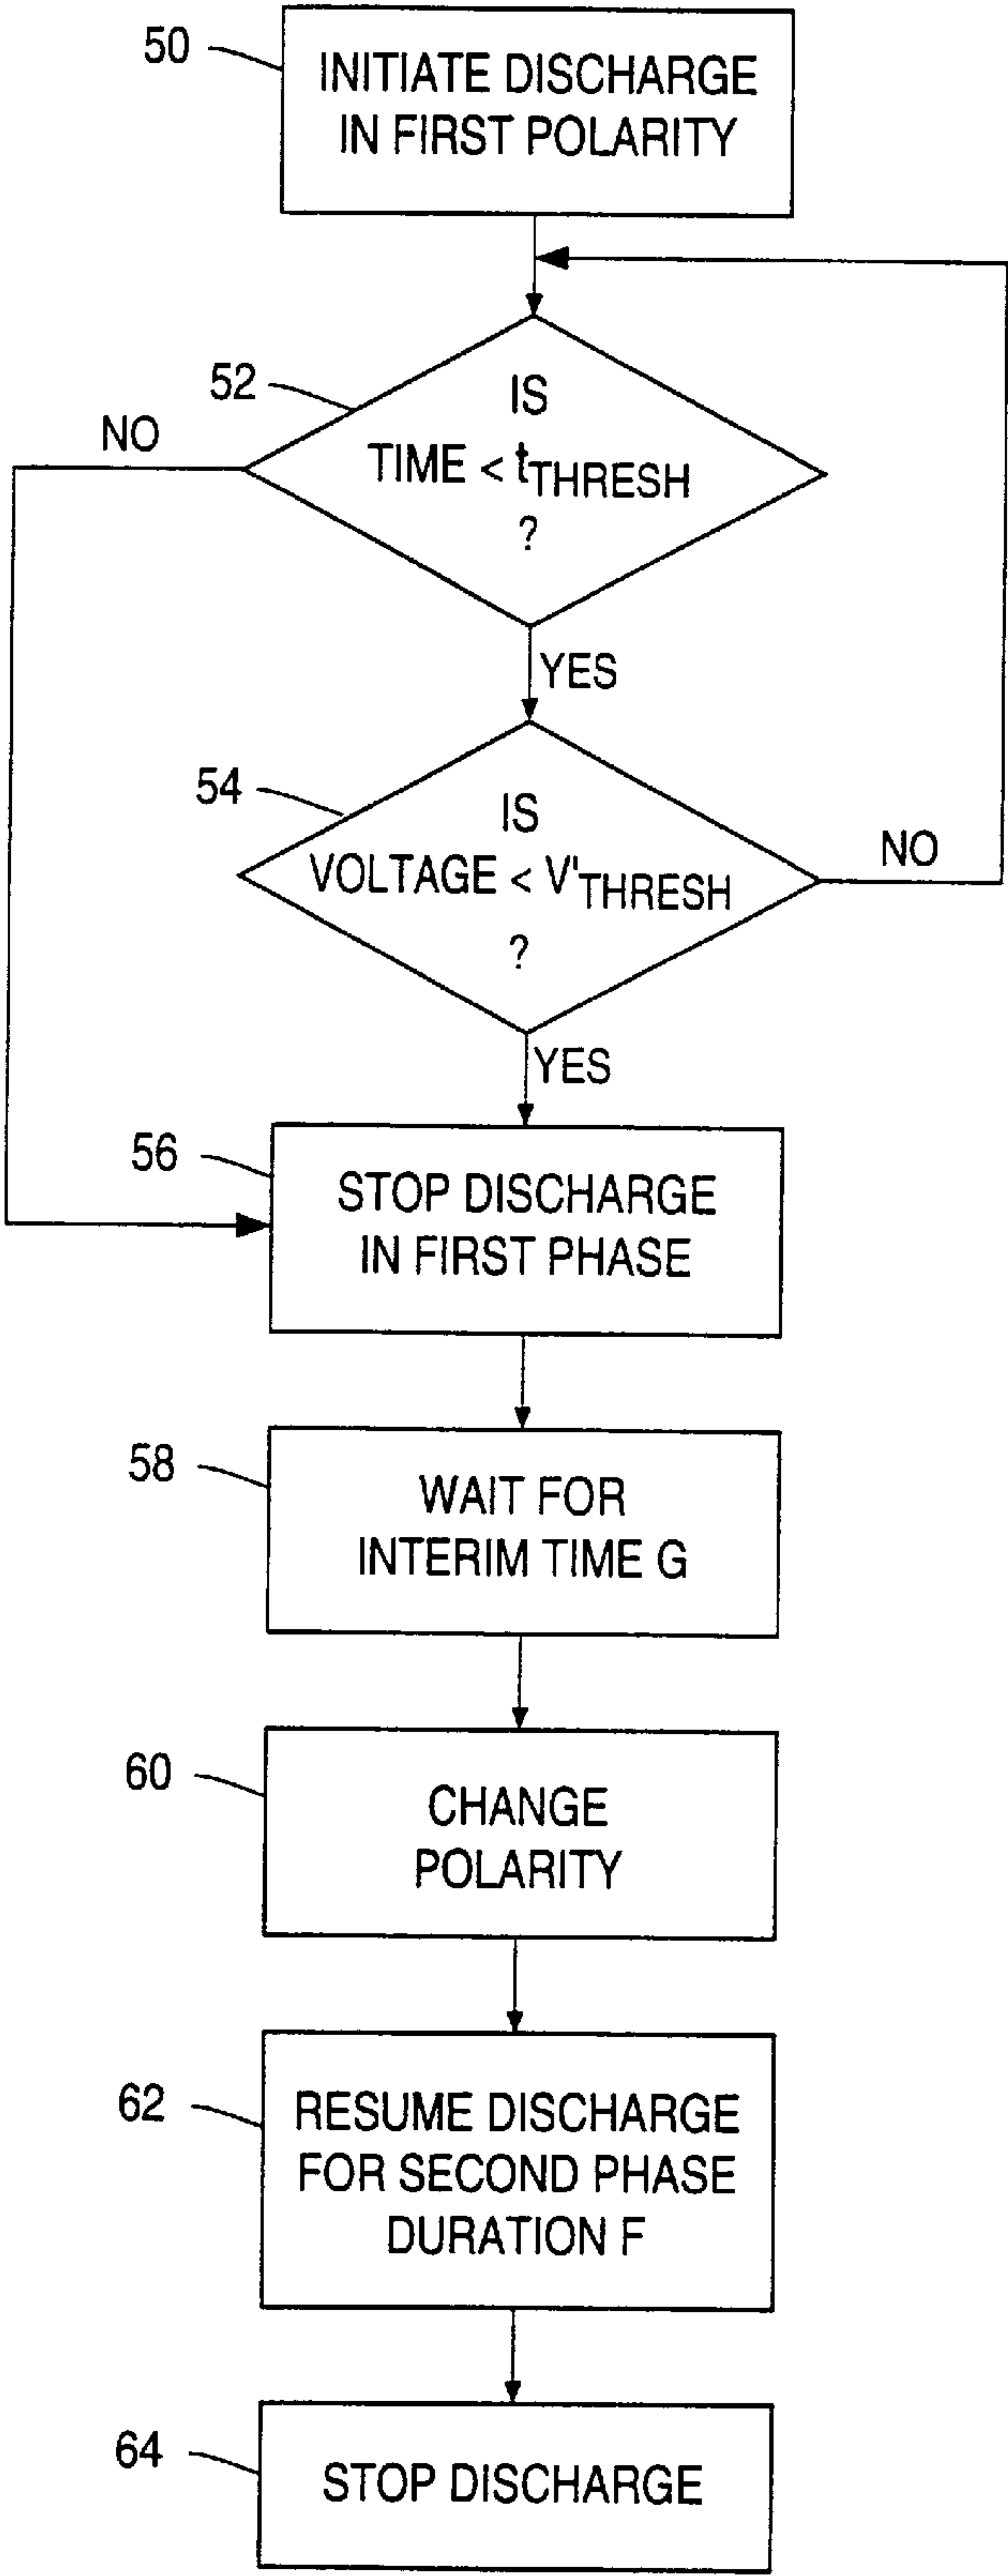 50
INITIATE DISCHARGE
IN FIRST POLARITY
52
IS
TIME < tTHRESH
?
NO
YES
54
IS
VOLTAGE < V'THRESH
?
NO
YES
56
STOP DISCHARGE
IN FIRST PHASE
58
WAIT FOR
INTERIM TIME G
60
CHANGE
POLARITY
62
RESUME DISCHARGE
FOR SECOND PHASE
DURATION F
64
STOP DISCHARGE